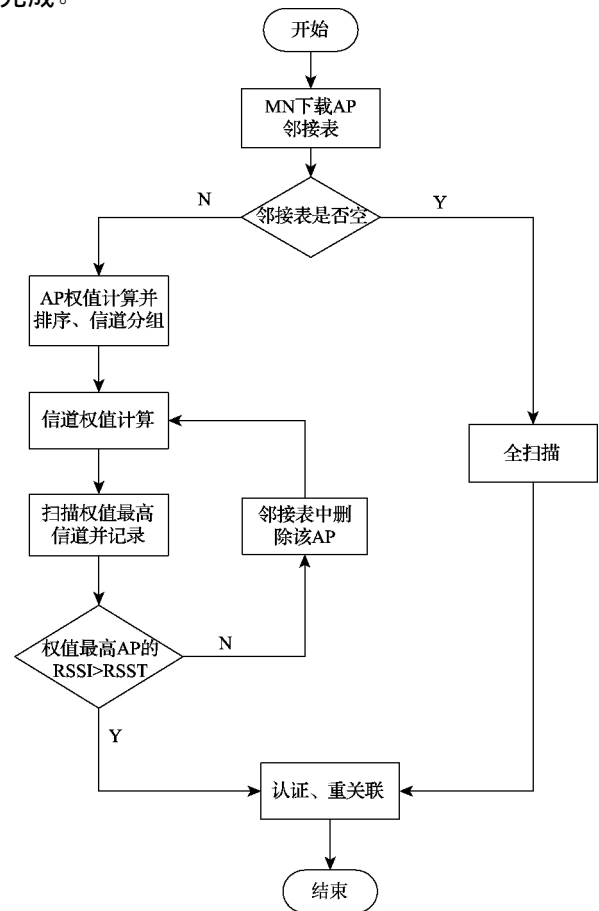 完成。
开始
MN下载AP
邻接表
邻接表是否空
N
Y
AP权值计算并
排序、信道分组
信道权值计算
全扫描
扫描权值最高
信道并记录
邻接表中删
除该AP
权值最高AP的
RSSI>RSST
N
Y
认证、重关联
结束